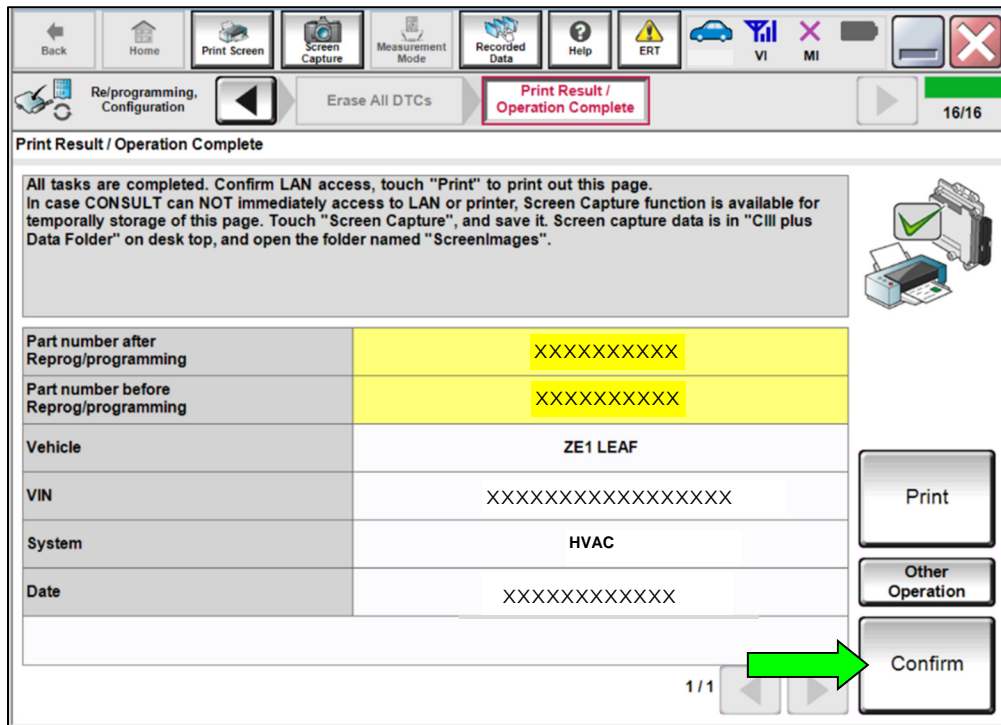 Back
Home
Print Screen
Screen
Capture
Measurement
Mode
Recorded
Data
Help
ERT
VI
MI
Re/programming,
Configuration
Erase All DTCs
Print Result /
Operation Complete
16/16
Print Result / Operation Complete
All tasks are completed. Confirm LAN access, touch "Print" to print out this page.
In case CONSULT can NOT immediately access to LAN or printer, Screen Capture function is available for
temporally storage of this page. Touch "Screen Capture", and save it. Screen capture data is in "CIII plus
Data Folder" on desk top, and open the folder named "ScreenImages".
Part number after
Reprog/programming
XXXXXXXXXX
Part number before
Reprog/programming
XXXXXXXXXX
Vehicle
ZE1 LEAF
VIN
XXXXXXXXXXXXXXXXX
System
HVAC
Date
XXXXXXXXXXXX
Print
Other
Operation
Confirm
1/1